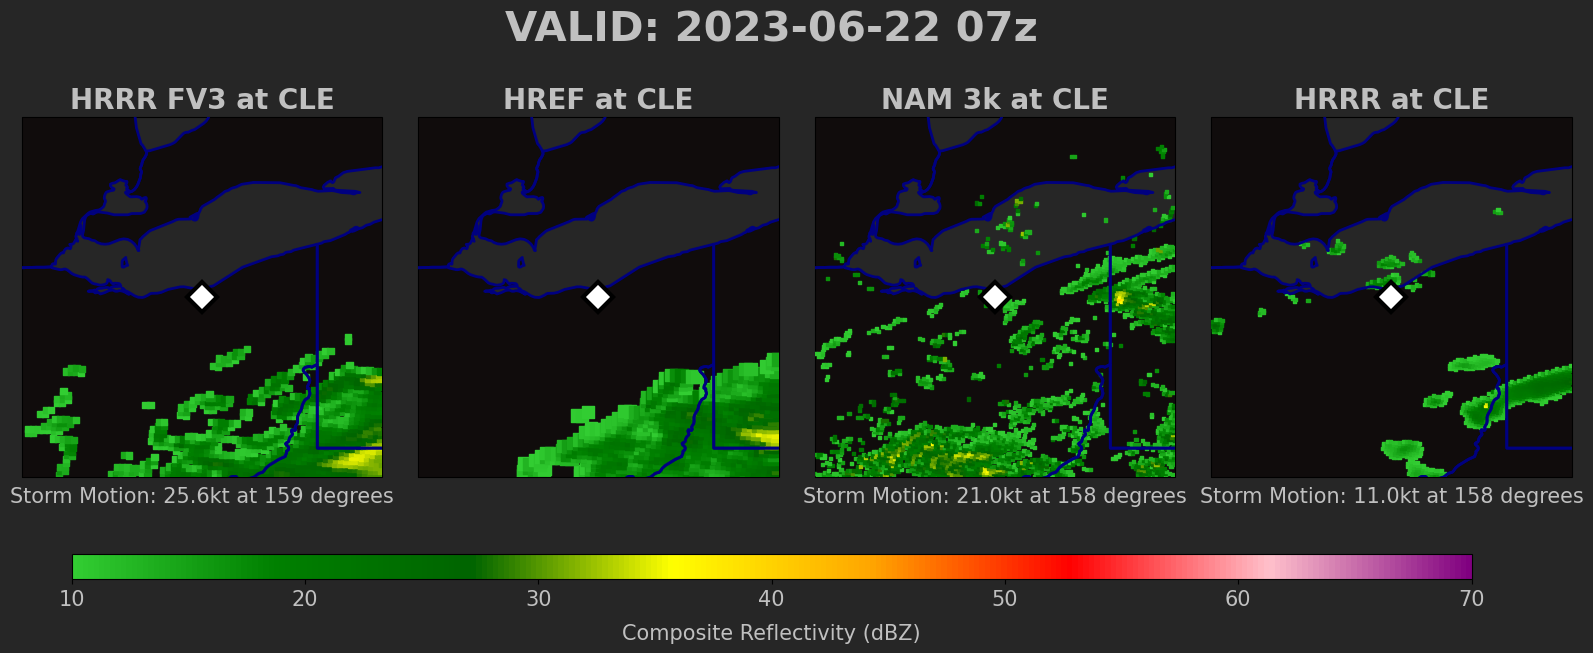 VALID: 2023-06-22 07z
HRRR FV3 at CLE
HREF at CLE
NAM 3k at CLE
HRRR at CLE
Storm Motion: 25.6kt at 159 degrees
Storm Motion: 21.0kt at 158 degrees
Storm Motion: 11.0kt at 158 degrees
10 20 30 40 50 60 70
Composite Reflectivity (dBZ)